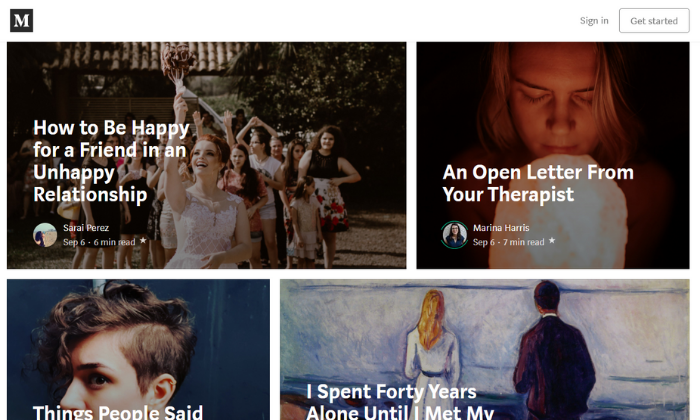 M
Sign in
Get started
How to Be Happy
for a Friend in an
Unhappy
Relationship
Sarai Perez
Sep 6 · 6 min read ★
An Open Letter From
Your Therapist
Marina Harris
Sep 6 · 7 min read ★
Things People Said
I Spent Forty Years
Alone Until I Met My